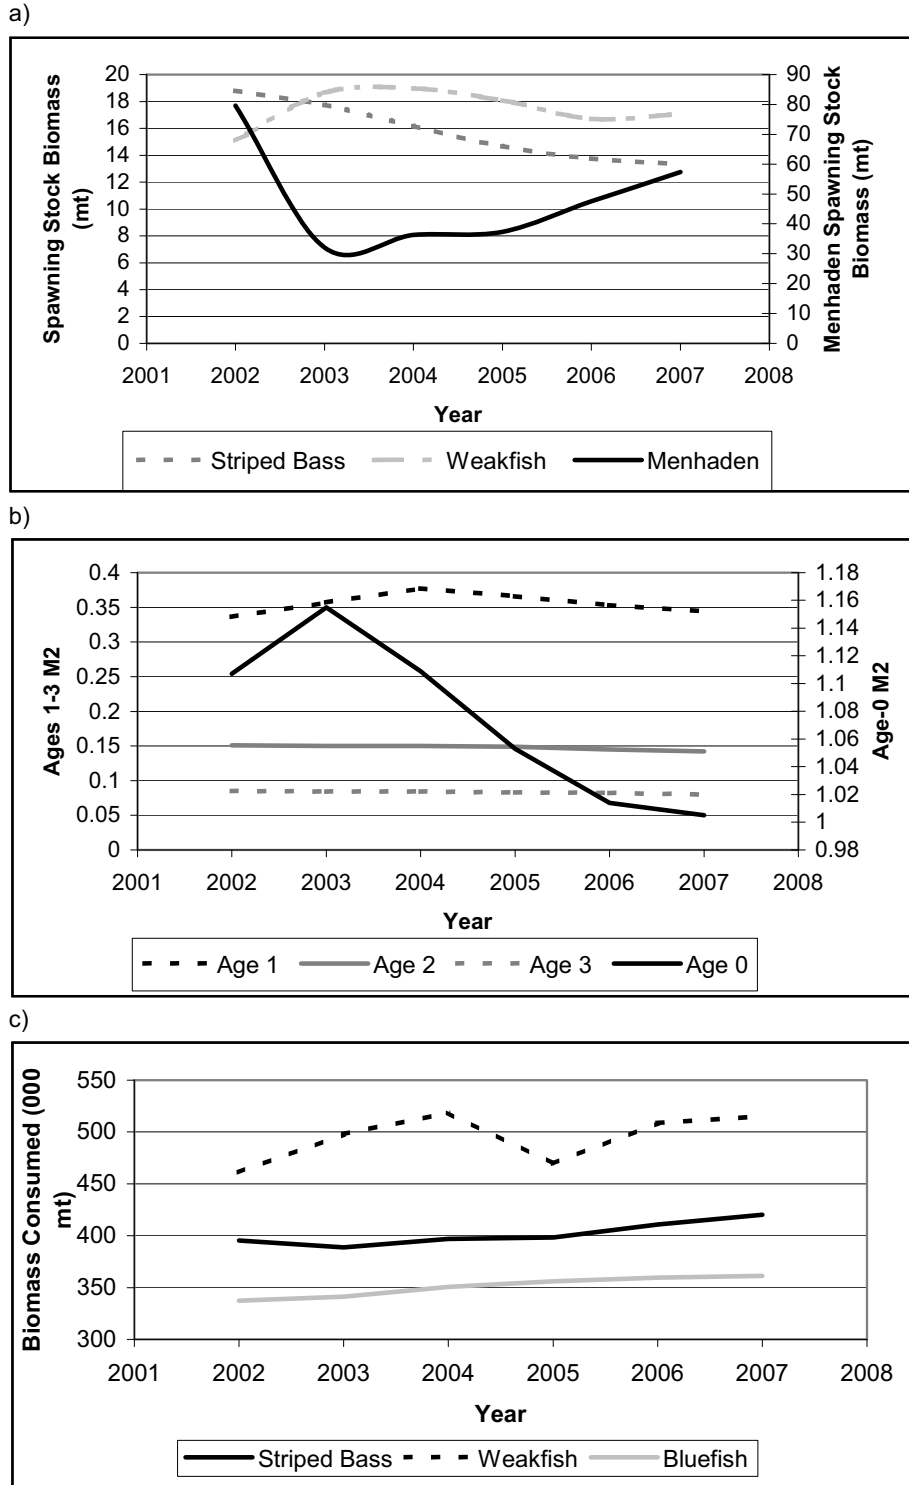 a)
Spawning Stock Biomass
(mt)
20
18
16
14
12
10
8
6
4
2
0
90
80
70
60
50
40
30
20
10
0
Menhaden Spawning Stock
Biomass (mt)
2001 2002 2003 2004 2005 2006 2007 2008
Year
Striped Bass Weakfish Menhaden
b)
Ages 1-3 M2
0.4
0.35
0.3
0.25
0.2
0.15
0.1
0.05
0
1.18
1.16
1.14
1.12
1.1
1.08
1.06
1.04
1.02
1
0.98
Age-0 M2
2001 2002 2003 2004 2005 2006 2007 2008
Year
Age 1 Age 2 Age 3 Age 0
c)
Biomass Consumed (000
mt)
550
500
450
400
350
300
2001 2002 2003 2004 2005 2006 2007 2008
Year
Striped Bass Weakfish Bluefish